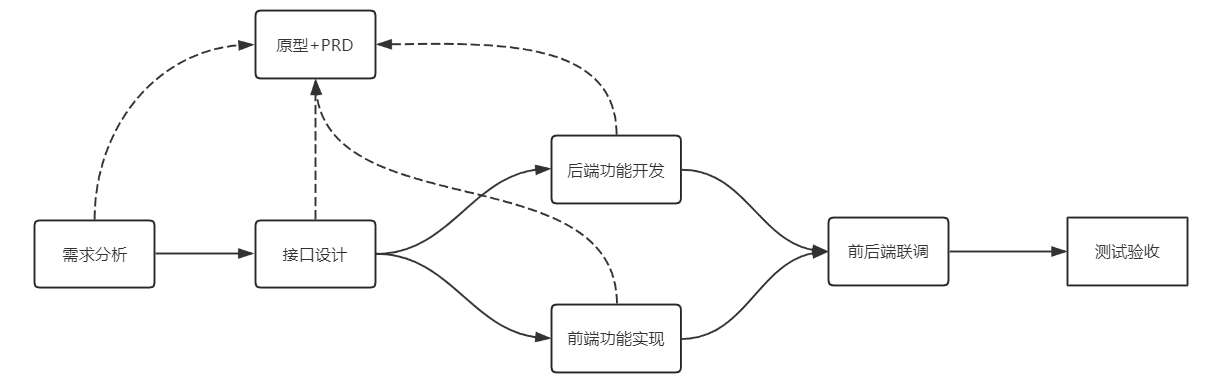 原型+PRD
后端功能开发
需求分析
接口设计
前后端联调
测试验收
前端功能实现